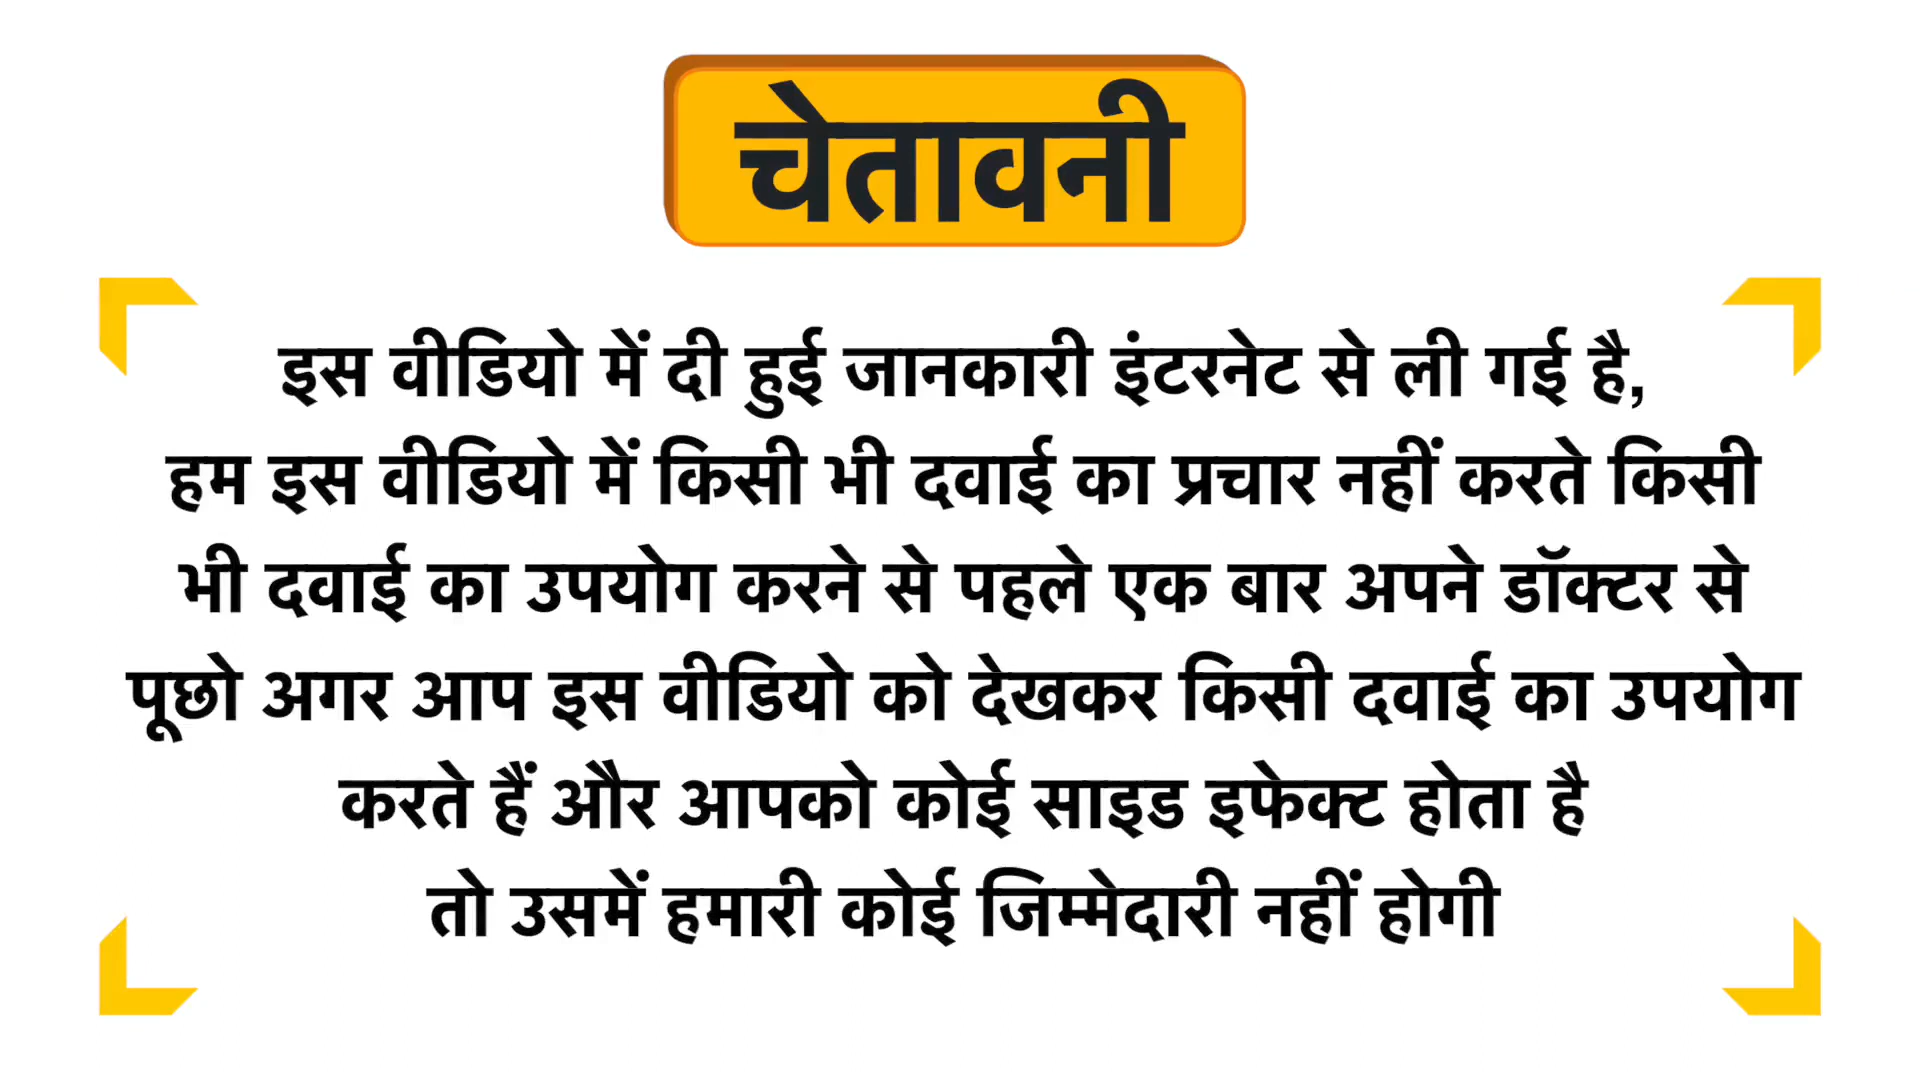 चेतावनी
इस वीडियो में दी हुई जानकारी इंटरनेट से ली गई है,
हम इस वीडियो में किसी भी दवाई का प्रचार नहीं करते किसी
भी दवाई का उपयोग करने से पहले एक बार अपने डॉक्टर से
पूछो अगर आप इस वीडियो को देखकर किसी दवाई का उपयोग
करते हैं और आपको कोई साइड इफेक्ट होता है
तो उसमें हमारी कोई जिम्मेदारी नहीं होगी